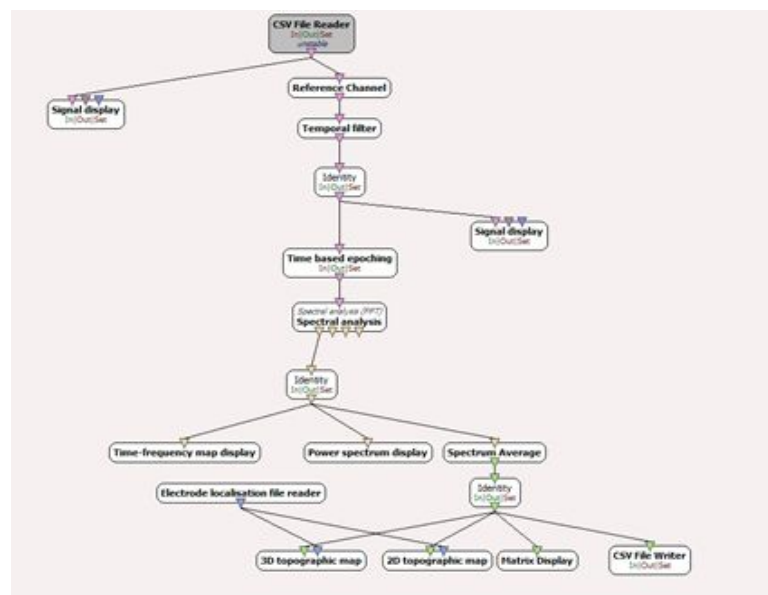 CSV File Reader
In|Out|Set
unstable
Reference Channel
Signal display
In|Out|Set
Temporal filter
Identity
In|Out|Set
Signal display
In|Out|Set
Time based epoching
In|Out|Set
Spectral analysis (FFT)
Spectral analysis
Identity
In|Out|Set
Time-frequency map display
Power spectrum display
Spectrum Average
Electrode localisation file reader
Identity
In|Out|Set
3D topographic map
2D topographic map
Matrix Display
CSV File Writer
In|Out|Set